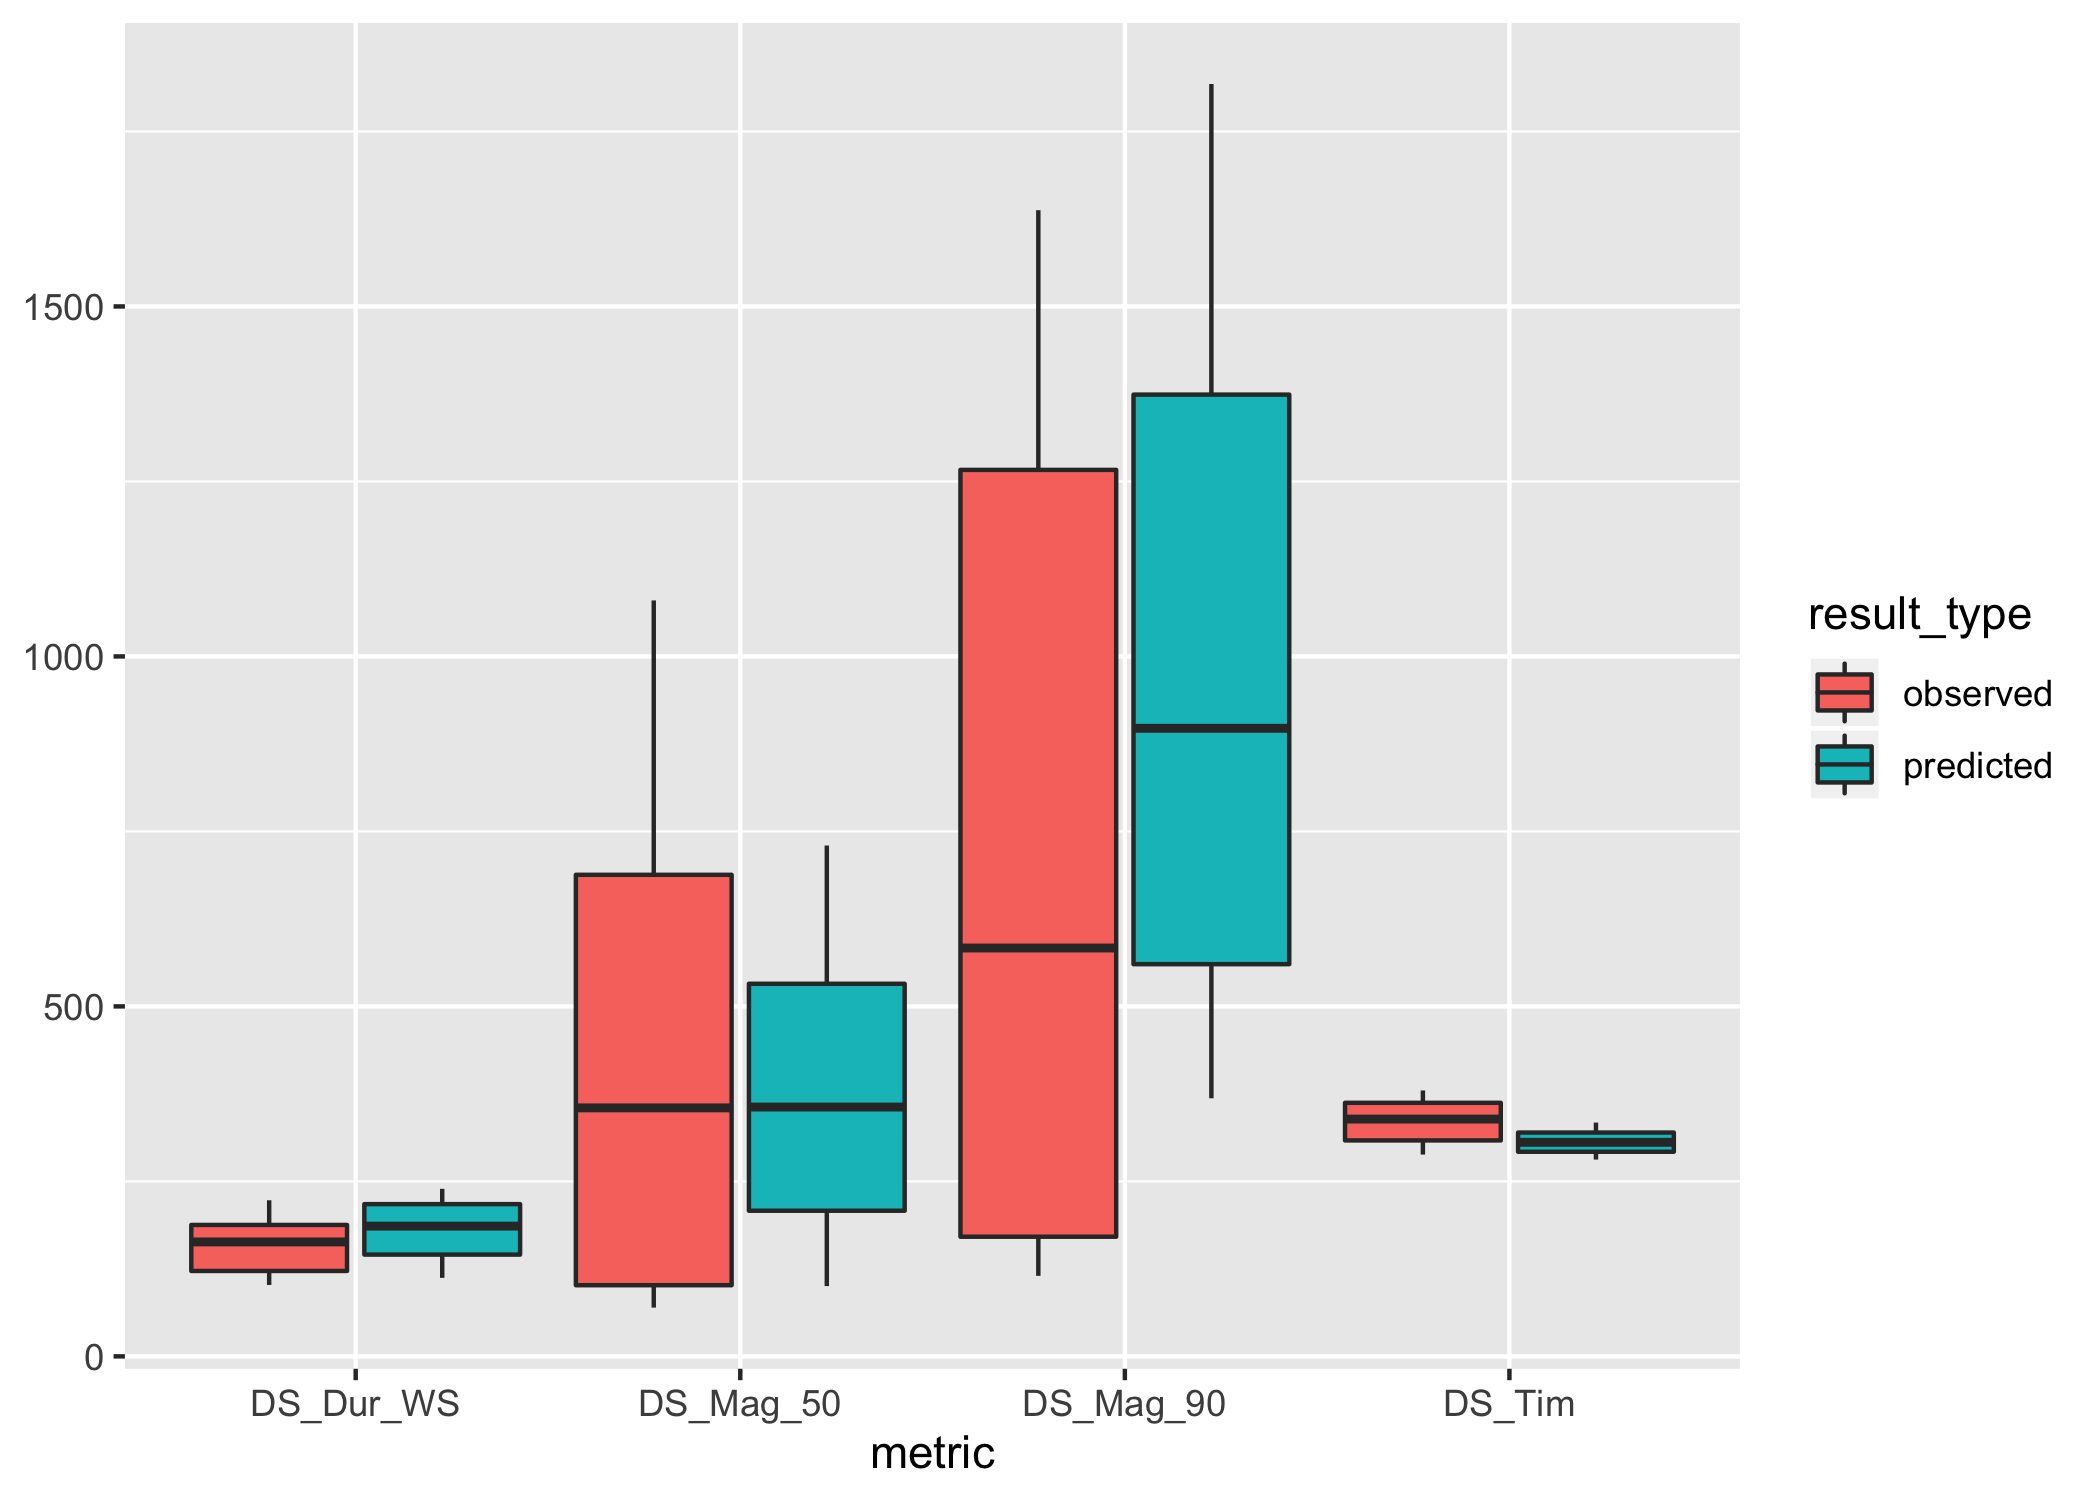 1500
1000
500
0
DS_Dur_WS DS_Mag_50 DS_Mag_90 DS_Tim
metric
result_type
observed
predicted